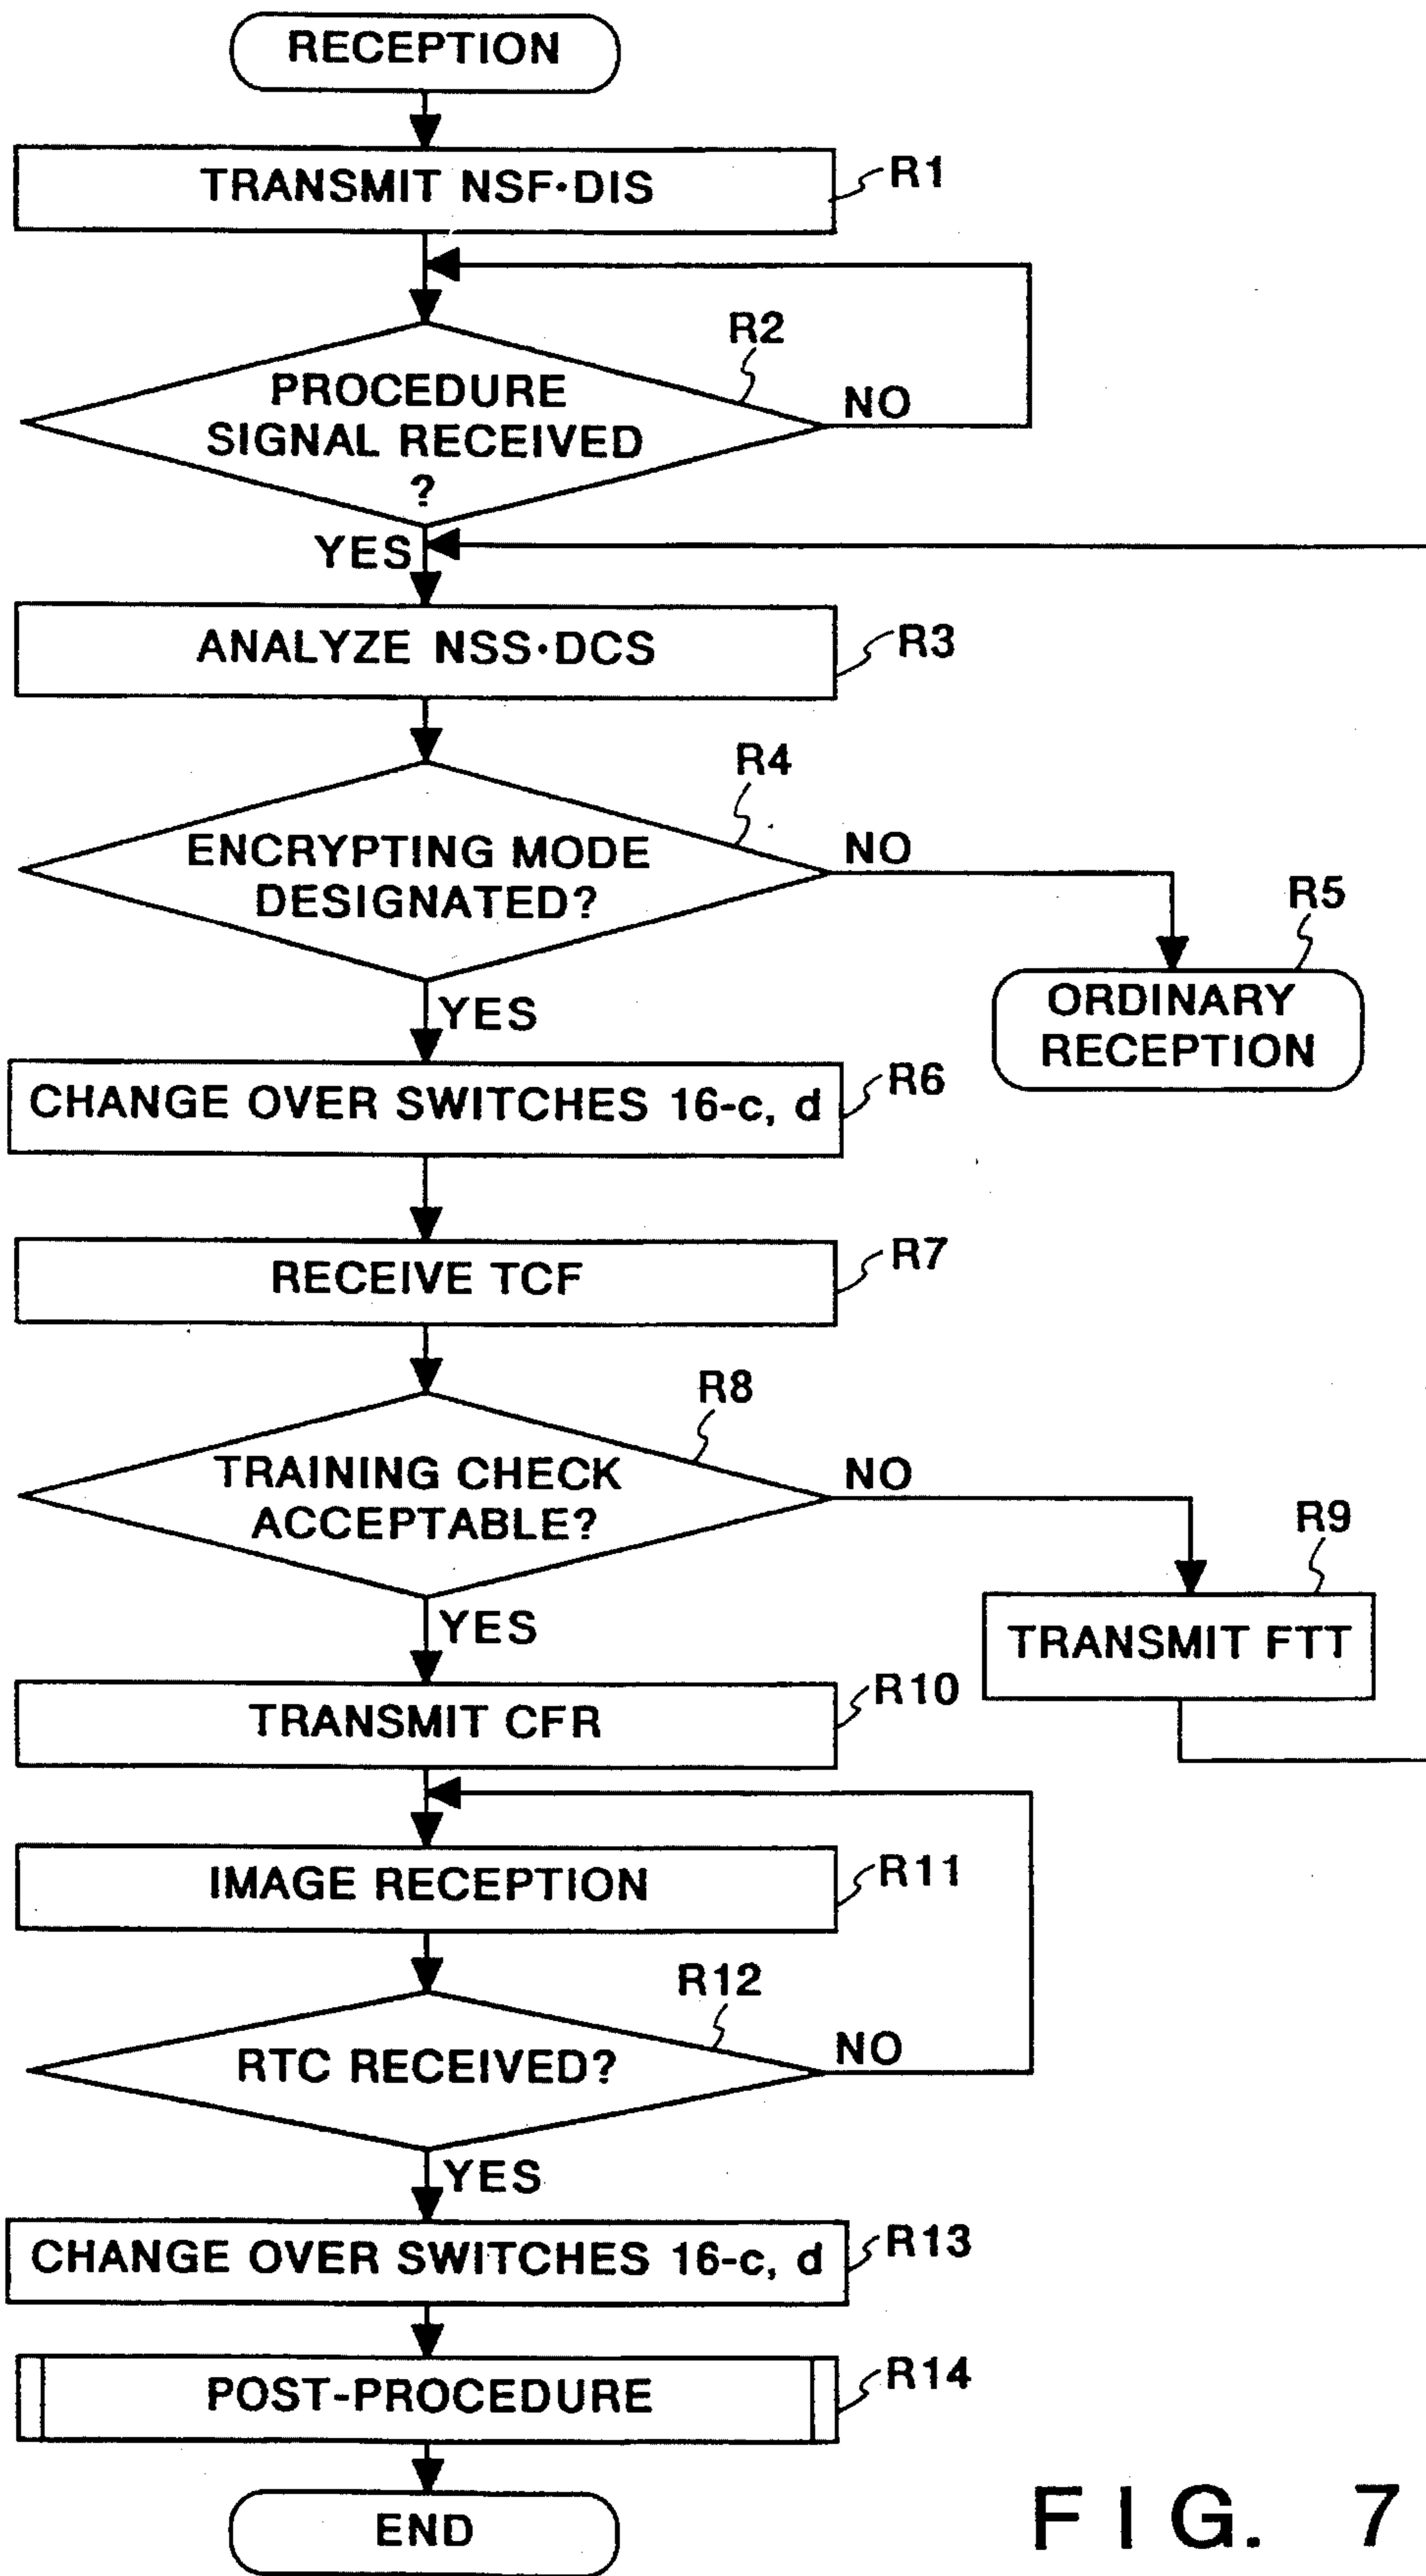 RECEPTION
TRANSMIT NSF·DIS
R1
R2
PROCEDURE
SIGNAL RECEIVED
?
NO
YES
ANALYZE NSS·DCS
R3
R4
ENCRYPTING MODE
DESIGNATED?
NO
R5
ORDINARY
RECEPTION
YES
CHANGE OVER SWITCHES 16-c, d
R6
RECEIVE TCF
R7
R8
TRAINING CHECK
ACCEPTABLE?
NO
R9
TRANSMIT FTT
YES
TRANSMIT CFR
R10
IMAGE RECEPTION
R11
R12
RTC RECEIVED?
NO
YES
CHANGE OVER SWITCHES 16-c, d
R13
POST-PROCEDURE
R14
END
FIG. 7